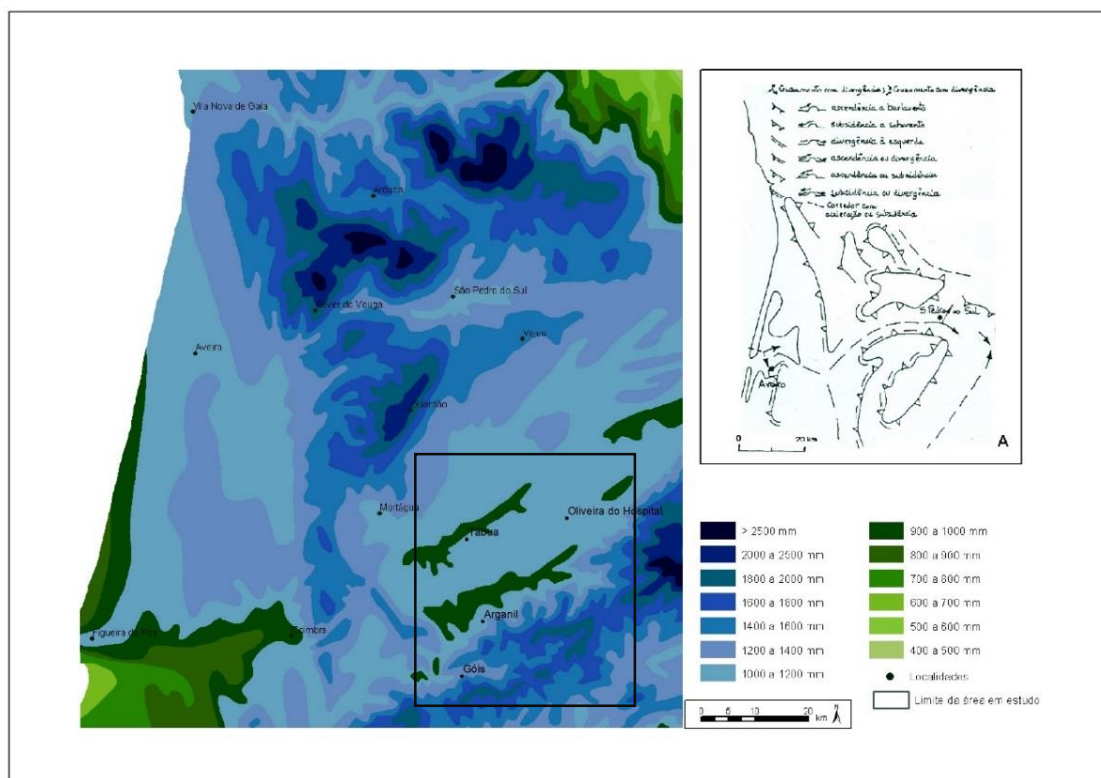 Vila Nova de Gaia
Arouca
São Pedro do Sul
Sever do Vouga
Viseu
Aveiro
Guardão
Mortágua
Oliveira do Hospital
Tábua
Arganil
Figueira da Foz
Coimbra
Góis
Cruzamento com divergência
ascendência a barlavento
subsidência a sotavento
divergência à esquerda
ascendência ou divergência
ascendência ou subsidência
subsidência ou divergência
Corredor com
aceleração ou subsidência
S. Pedro do Sul
Aveiro
0 20 km
A
> 2500 mm
2000 a 2500 mm
1800 a 2000 mm
1600 a 1800 mm
1400 a 1600 mm
1200 a 1400 mm
1000 a 1200 mm
900 a 1000 mm
800 a 900 mm
700 a 800 mm
600 a 700 mm
500 a 600 mm
400 a 500 mm
Localidades
Limite da área em estudo
0 5 10 20
km
N